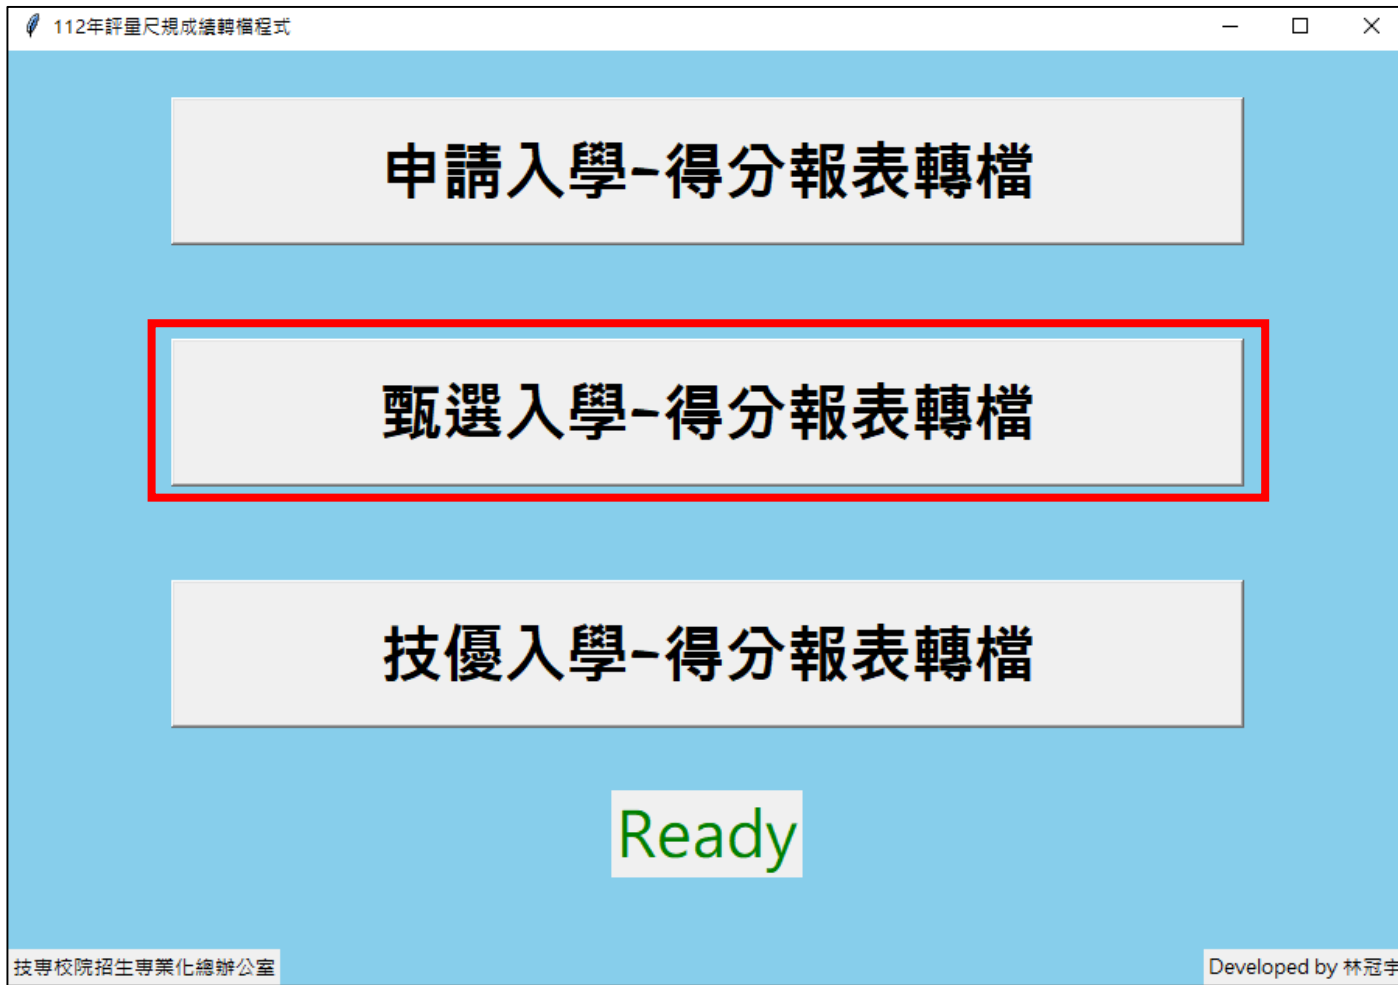 112年評量尺規成績轉檔程式
申請入學-得分報表轉檔
甄選入學-得分報表轉檔
技優入學-得分報表轉檔
Ready
技専校院招生専業化總辦公室
Developed by 林冠宇